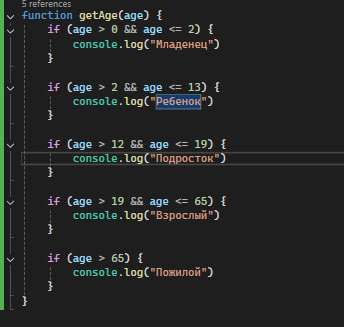 5 references
function getAge(age) {
if (age > 0 && age <= 2) {
console.log("Младенец")
}
if (age > 2 && age <= 13) {
console.log("Ребенок")
}
if (age > 12 && age <= 19) {
console.log("Подросток")
}
if (age > 19 && age <= 65) {
console.log("Взрослый")
}
if (age > 65) {
console.log("Пожилой")
}
}